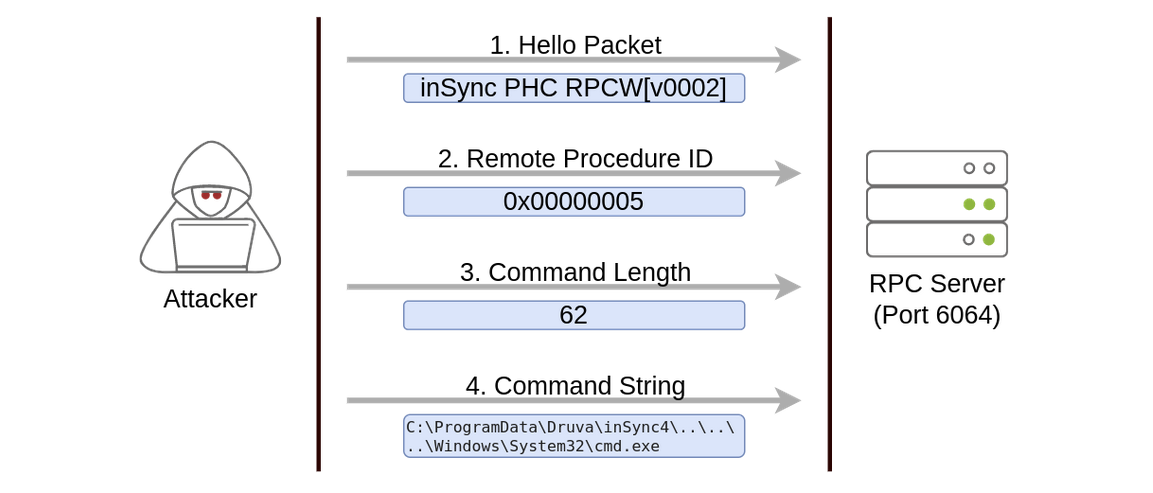 1. Hello Packet
inSync PHC RPCW[v0002]
2. Remote Procedure ID
0x00000005
3. Command Length
62
4. Command String
C:\ProgramData\Druva\inSync4\..\..\
..\Windows\System32\cmd.exe
Attacker
RPC Server
(Port 6064)